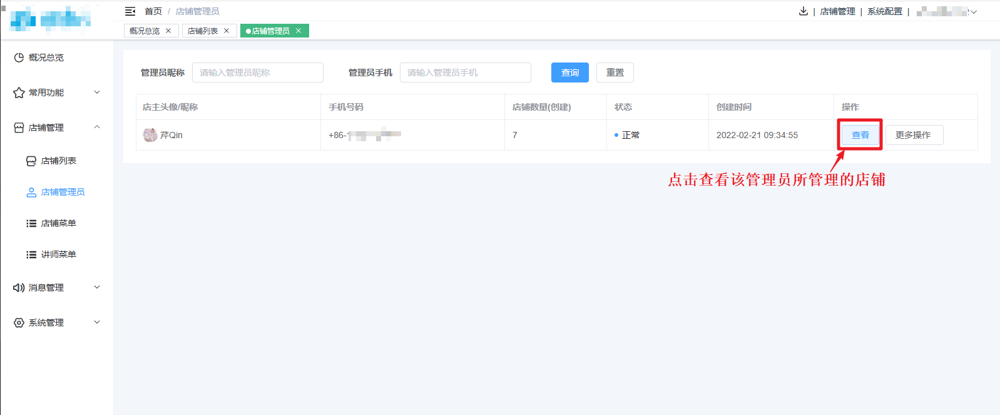 首页 / 店铺管理员
| 店铺管理 | 系统配置 |
概况总览 × 店铺列表 × ●店铺管理员 ×
概况总览
常用功能
店铺管理
店铺列表
店铺管理员
店铺菜单
讲师菜单
消息管理
系统管理
管理员昵称 请输入管理员昵称 管理员手机 请输入管理员手机 查询 重置
店主头像/昵称 手机号码 店铺数量(创建) 状态 创建时间 操作
芹Qin +86- 7 正常 2022-02-21 09:34:55 查看 更多操作
点击查看该管理员所管理的店铺